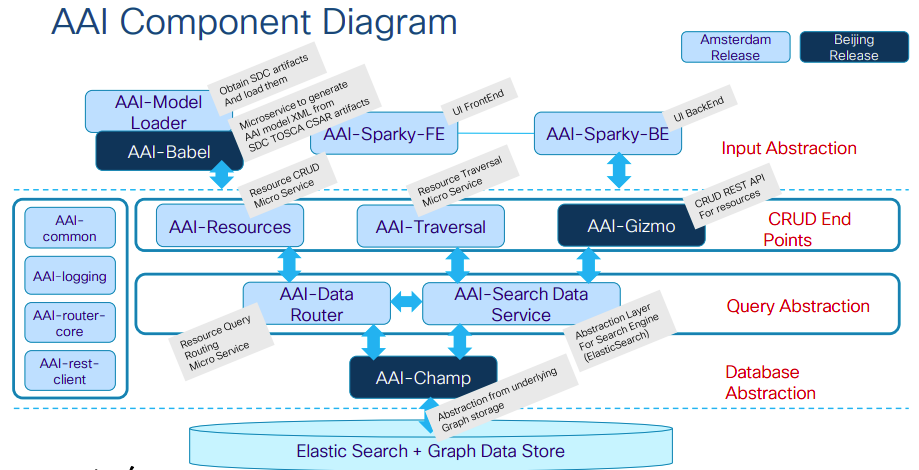 AAI Component Diagram
Amsterdam
Release
Beijing
Release
Obtain SDC artifacts
And load them
AAI-Model
Loader
Microservice to generate
AAI model XML from
SDC TOSCA CSAR artifacts
AAI-Babel
UI FrontEnd
AAI-Sparky-FE
UI BackEnd
AAI-Sparky-BE
Input Abstraction
Resource CRUD
Micro Service
Resource Traversal
Micro Service
CRUD REST API
For resources
AAI-
common
AAI-logging
AAI-router-
core
AAI-rest-
client
AAI-Resources
AAI-Traversal
AAI-Gizmo
CRUD End
Points
AAI-Data
Router
AAI-Search Data
Service
Query Abstraction
Resource Query
Routing
Micro Service
Abstraction Layer
For Search Engine
(ElasticSearch)
AAI-Champ
Abstraction from underlying
Graph storage
Database
Abstraction
Elastic Search + Graph Data Store